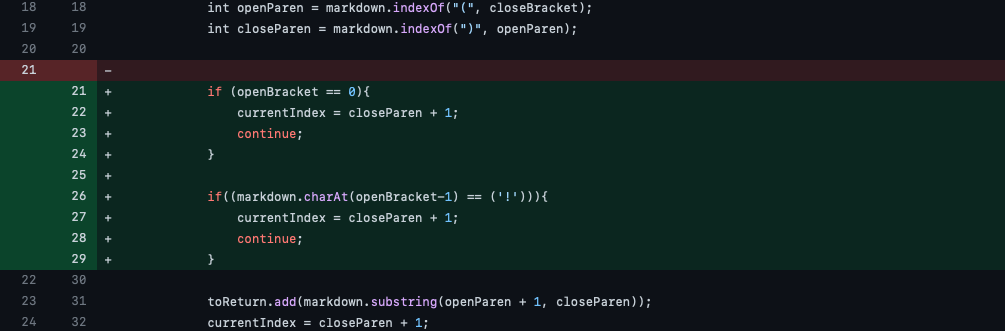 18 18 int openParen = markdown.indexOf("(", closeBracket);
19 19 int closeParen = markdown.indexOf(")", openParen);
20 20
21 -
21 + if (openBracket == 0){
22 + currentIndex = closeParen + 1;
23 + continue;
24 + }
25 +
26 + if((markdown.charAt(openBracket-1) == ('!'))){
27 + currentIndex = closeParen + 1;
28 + continue;
29 + }
22 30
23 31 toReturn.add(markdown.substring(openParen + 1, closeParen));
24 32 currentIndex = closeParen + 1;